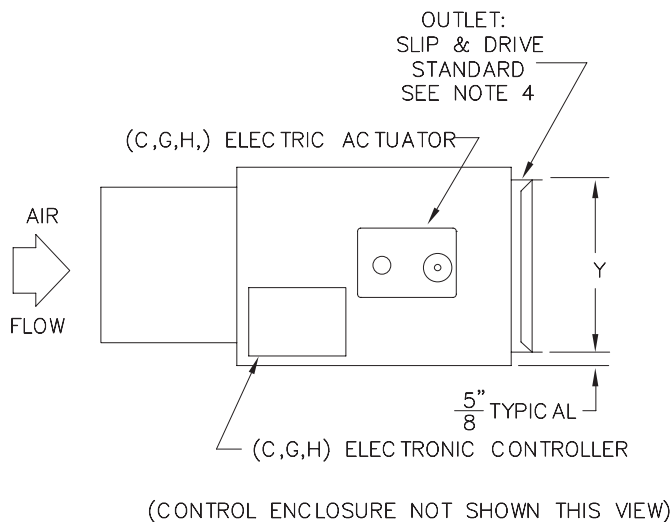 OUTLET:
SLIP & DRIVE
STANDARD
SEE NOTE 4
(C,G,H,) ELECTRIC ACTUATOR
AIR
FLOW
Y
5"
8
TYPICAL
(C,G,H) ELECTRONIC CONTROLLER
(CONTROL ENCLOSURE NOT SHOWN THIS VIEW)